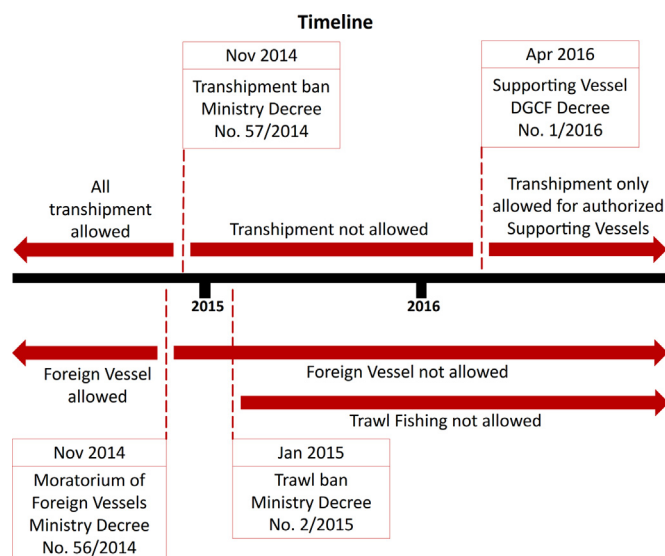 Timeline
Nov 2014
Transhipment ban
Ministry Decree
No. 57/2014
Apr 2016
Supporting Vessel
DGCF Decree
No. 1/2016
All
transhipment
allowed
Transhipment not allowed
Transhipment only
allowed for authorized
Supporting Vessels
2015
2016
Foreign Vessel
allowed
Foreign Vessel not allowed
Trawl Fishing not allowed
Nov 2014
Moratorium of
Foreign Vessels
Ministry Decree
No. 56/2014
Jan 2015
Trawl ban
Ministry Decree
No. 2/2015